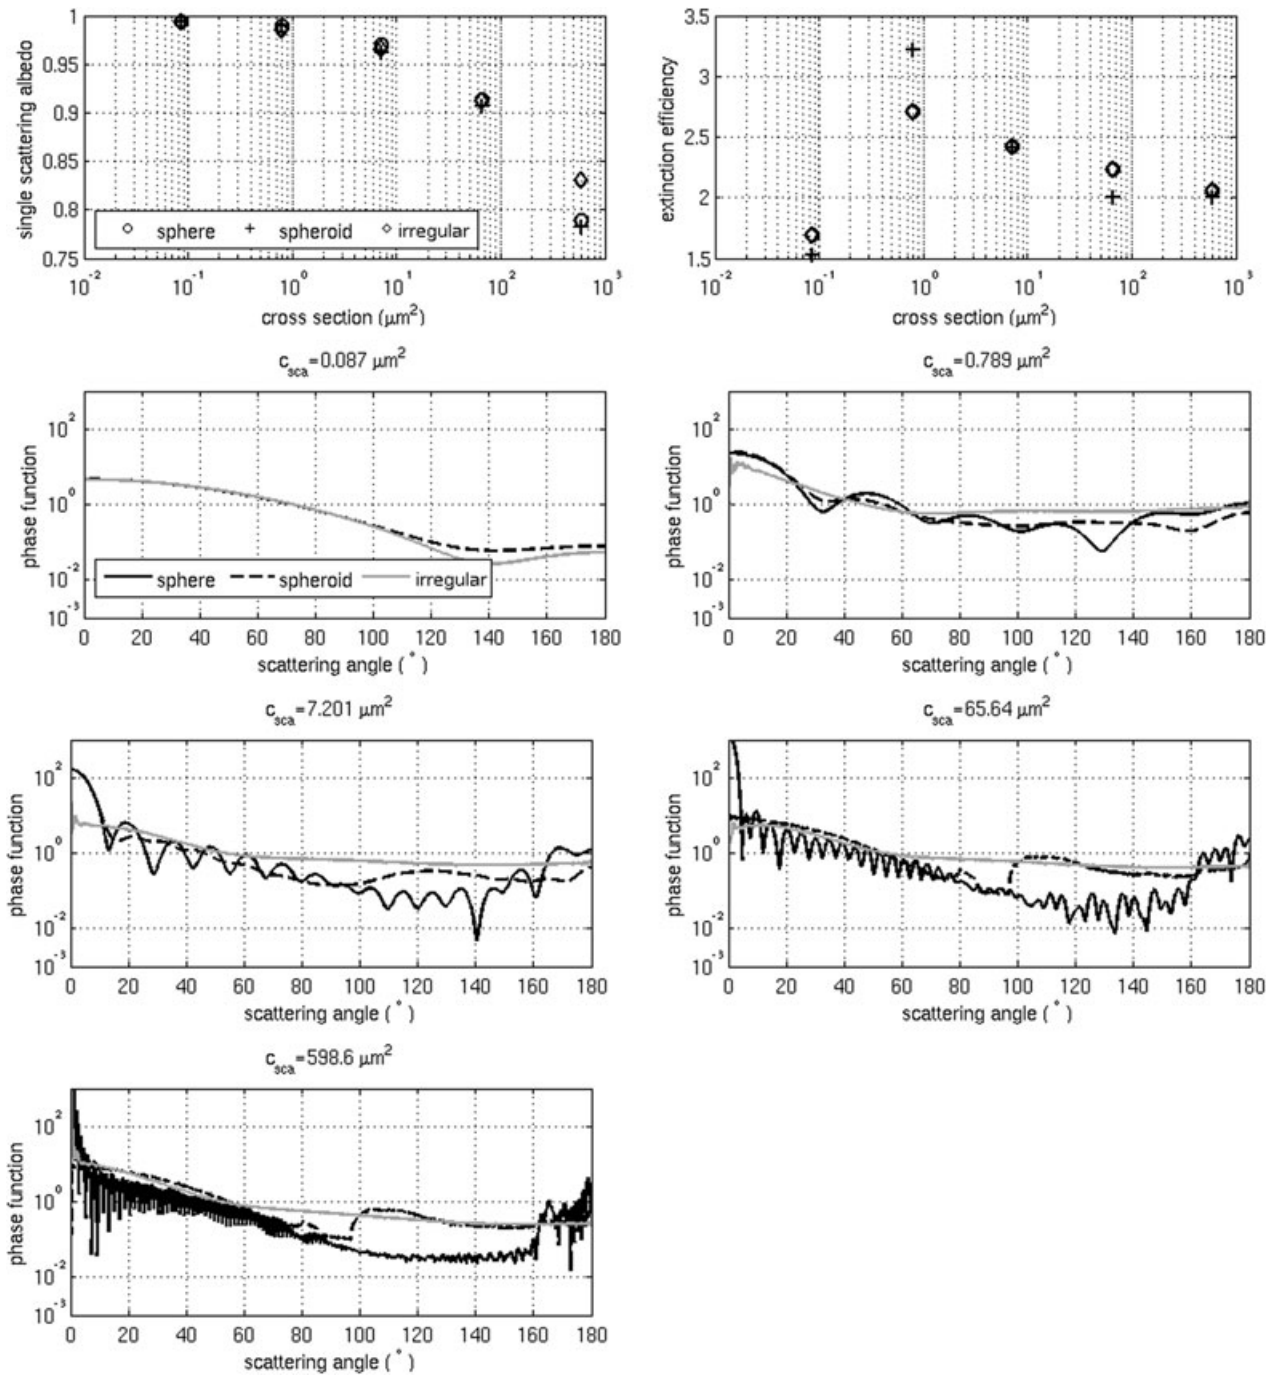 single scattering albedo
1
0.95
0.9
0.85
0.8
0.75
sphere spheroid irregular
10^-2 10^-1 10^0 10^1 10^2 10^3
cross section (μm^2)
extinction efficiency
3.5
3
2.5
2
1.5
10^-2 10^-1 10^0 10^1 10^2 10^3
cross section (μm^2)
c_sca=0.087 μm^2
phase function
10^2
10^0
10^-2
10^-3
sphere spheroid irregular
0 20 40 60 80 100 120 140 160 180
scattering angle (°)
c_sca=0.789 μm^2
phase function
10^2
10^0
10^-2
10^-3
0 20 40 60 80 100 120 140 160 180
scattering angle (°)
c_sca=7.201 μm^2
phase function
10^2
10^0
10^-2
10^-3
0 20 40 60 80 100 120 140 160 180
scattering angle (°)
c_sca=65.64 μm^2
phase function
10^2
10^0
10^-2
10^-3
0 20 40 60 80 100 120 140 160 180
scattering angle (°)
c_sca=598.6 μm^2
phase function
10^2
10^0
10^-2
10^-3
0 20 40 60 80 100 120 140 160 180
scattering angle (°)